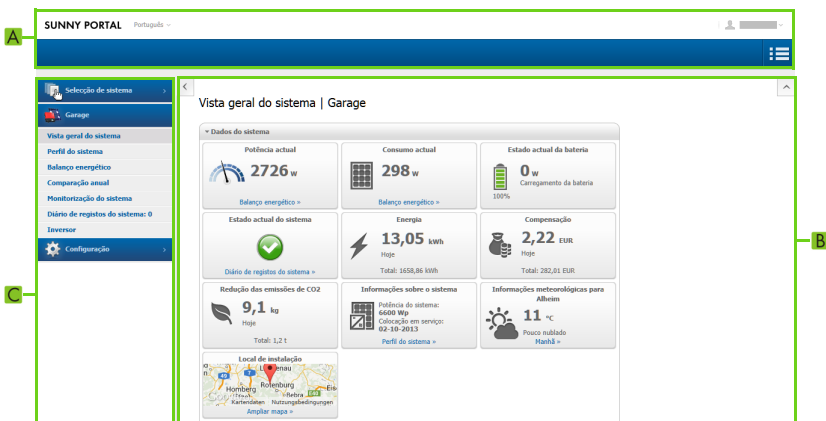 SUNNY PORTAL Português
A
Selecção de sistema
Garage
Vista geral do sistema
Perfil do sistema
Balanço energético
Comparação anual
Monitorização do sistema
Diário de registos do sistema: 0
Inversor
Configuração
C
Vista geral do sistema | Garage
Dados do sistema
Potência actual
2726 w
Balanço energético »
Consumo actual
298 w
Balanço energético »
Estado actual da bateria
0 w
Carregamento da bateria
100%
Estado actual do sistema
Diário de registos do sistema »
Energia
13,05 kWh
Hoje
Total: 1658,86 kWh
Compensação
2,22 EUR
Hoje
Total: 282,01 EUR
Redução das emissões de CO2
9,1 kg
Hoje
Total: 1,2 t
Informações sobre o sistema
Potência do sistema:
6600 Wp
Colocação em serviço:
02-10-2013
Perfil do sistema »
Informações meteorológicas para
Alheim
11 °C
Pouco nublado
Manhã »
Local de instalação
Homberg
Rotenburg
Bebra
Kartendaten Nutzungsbedingungen
Ampliar mapa »
B